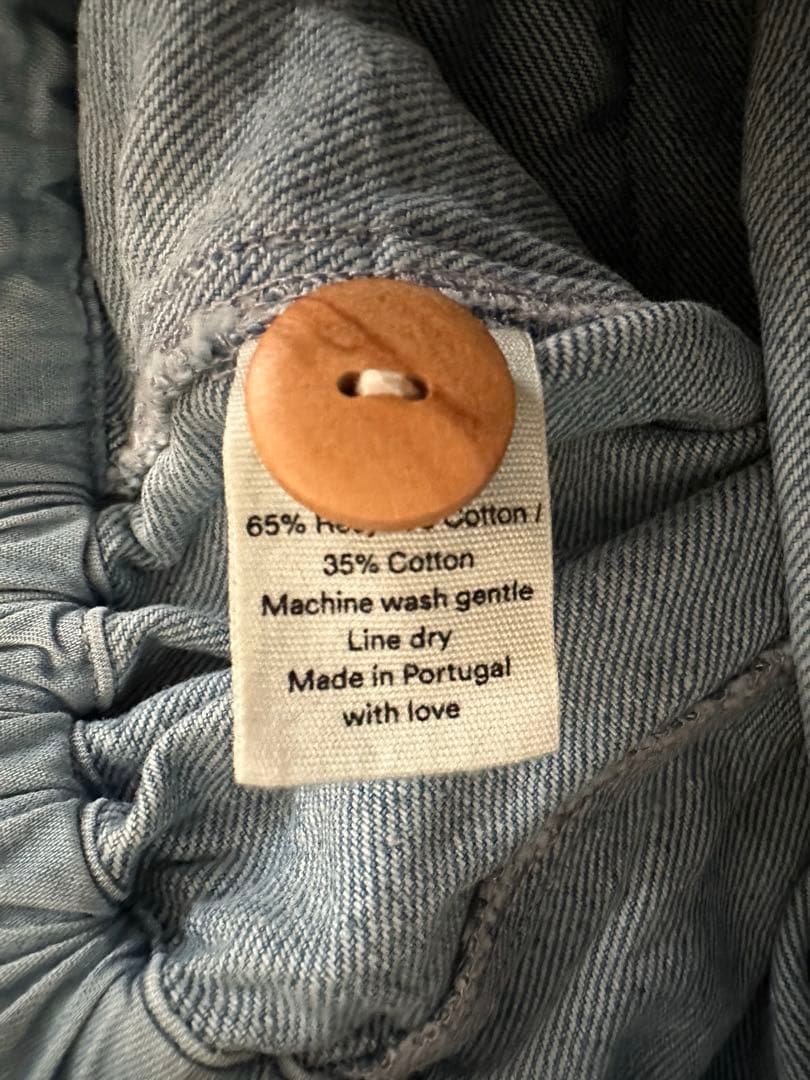 65% Cotton /
35% Cotton
Machine wash gentle
Line dry
Made in Portugal
with love